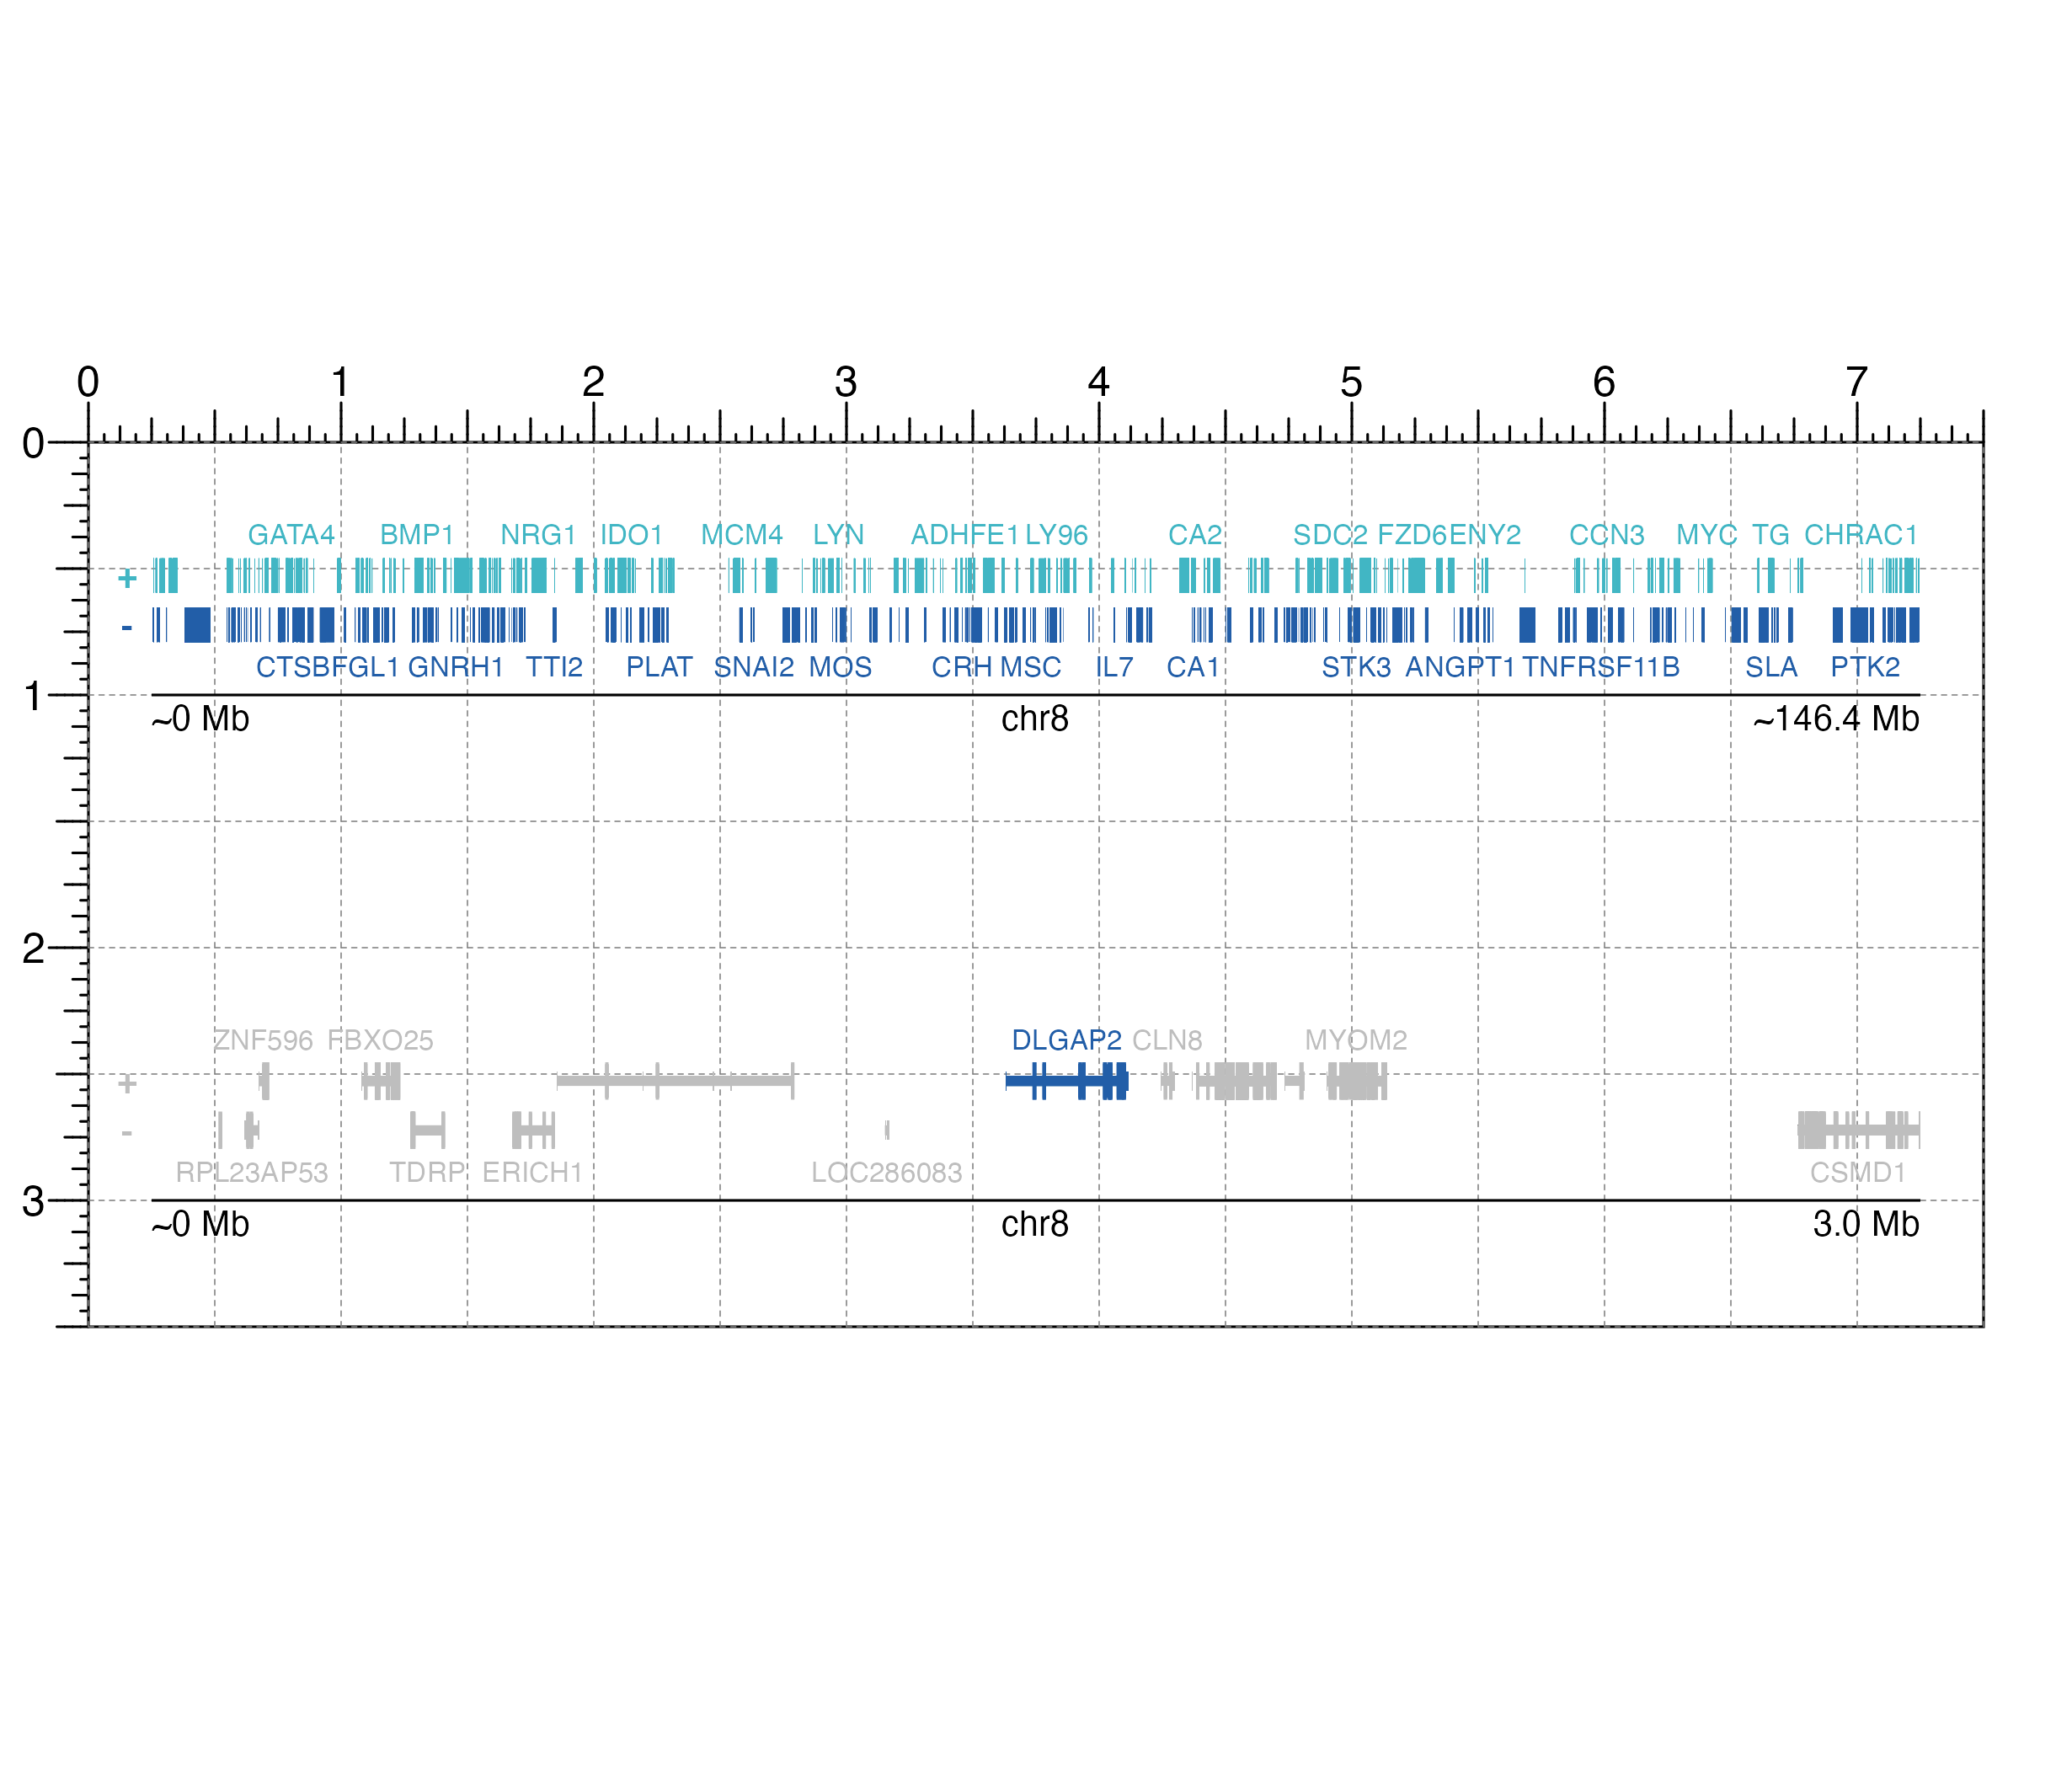 0 1 2 3 4 5 6 7
0
GATA4 BMP1 NRG1 IDO1 MCM4 LYN ADHFE1 LY96 CA2 SDC2 FZD6 ENY2 CCN3 MYC TG CHRAC1
+
-
CTSB FGL1 GNRH1 TTI2 PLAT SNAI2 MOS CRH MSC IL7 CA1 STK3 ANGPT1 TNFRSF11B SLA PTK2
1
~0 Mb chr8 ~146.4 Mb
2
ZNF596 FBXO25 DLGAP2 CLN8 MYOM2
+
-
RPL23AP53 TDRP ERICH1 LOC286083 CSMD1
3
~0 Mb chr8 3.0 Mb